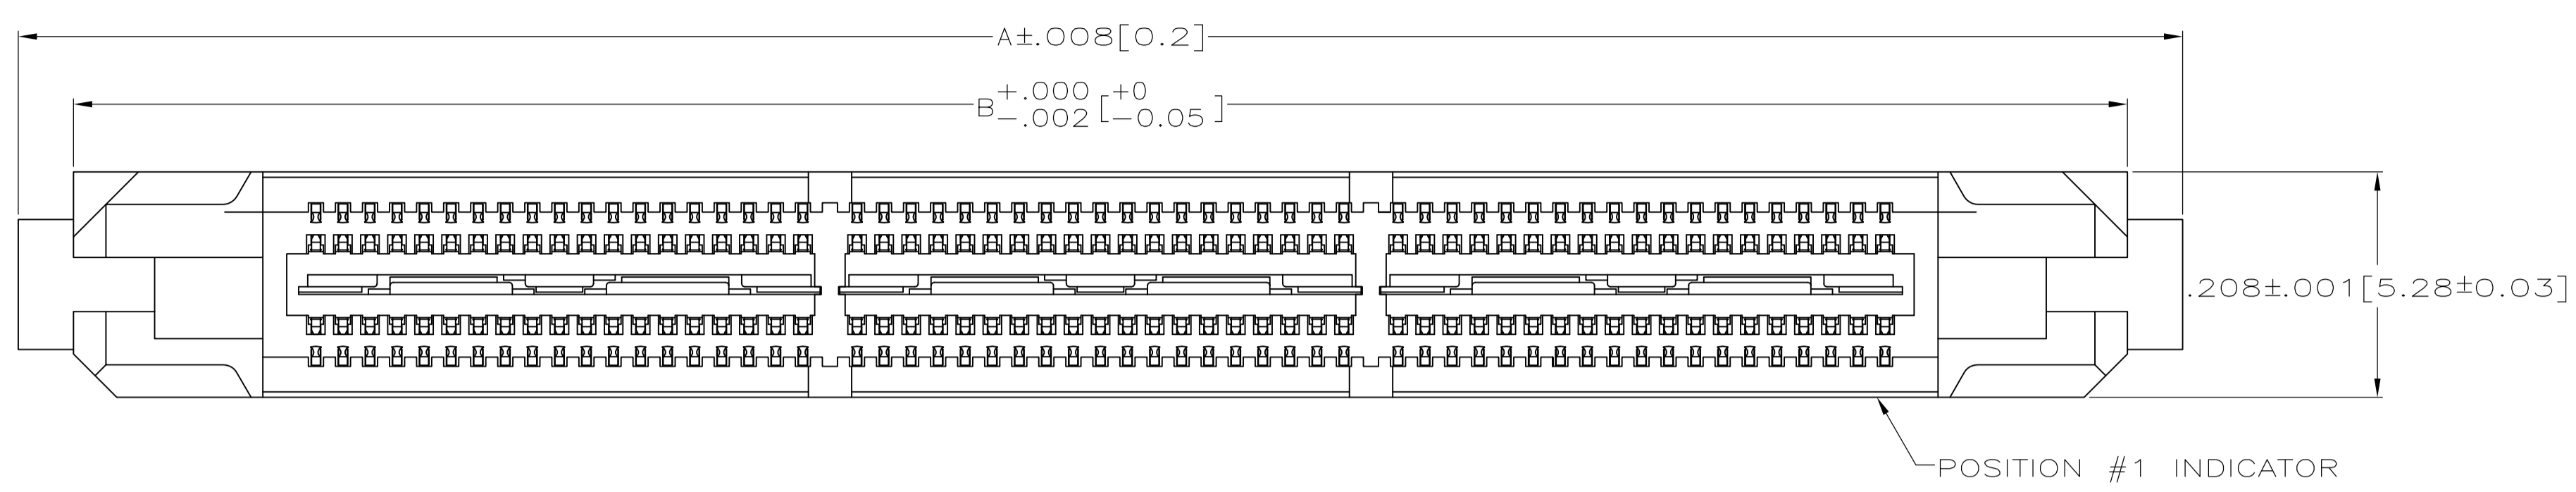 A±.008[0.2]
B +.000 [+0
-.002 -0.05]
.208±.001[5.28±0.03]
POSITION #1 INDICATOR